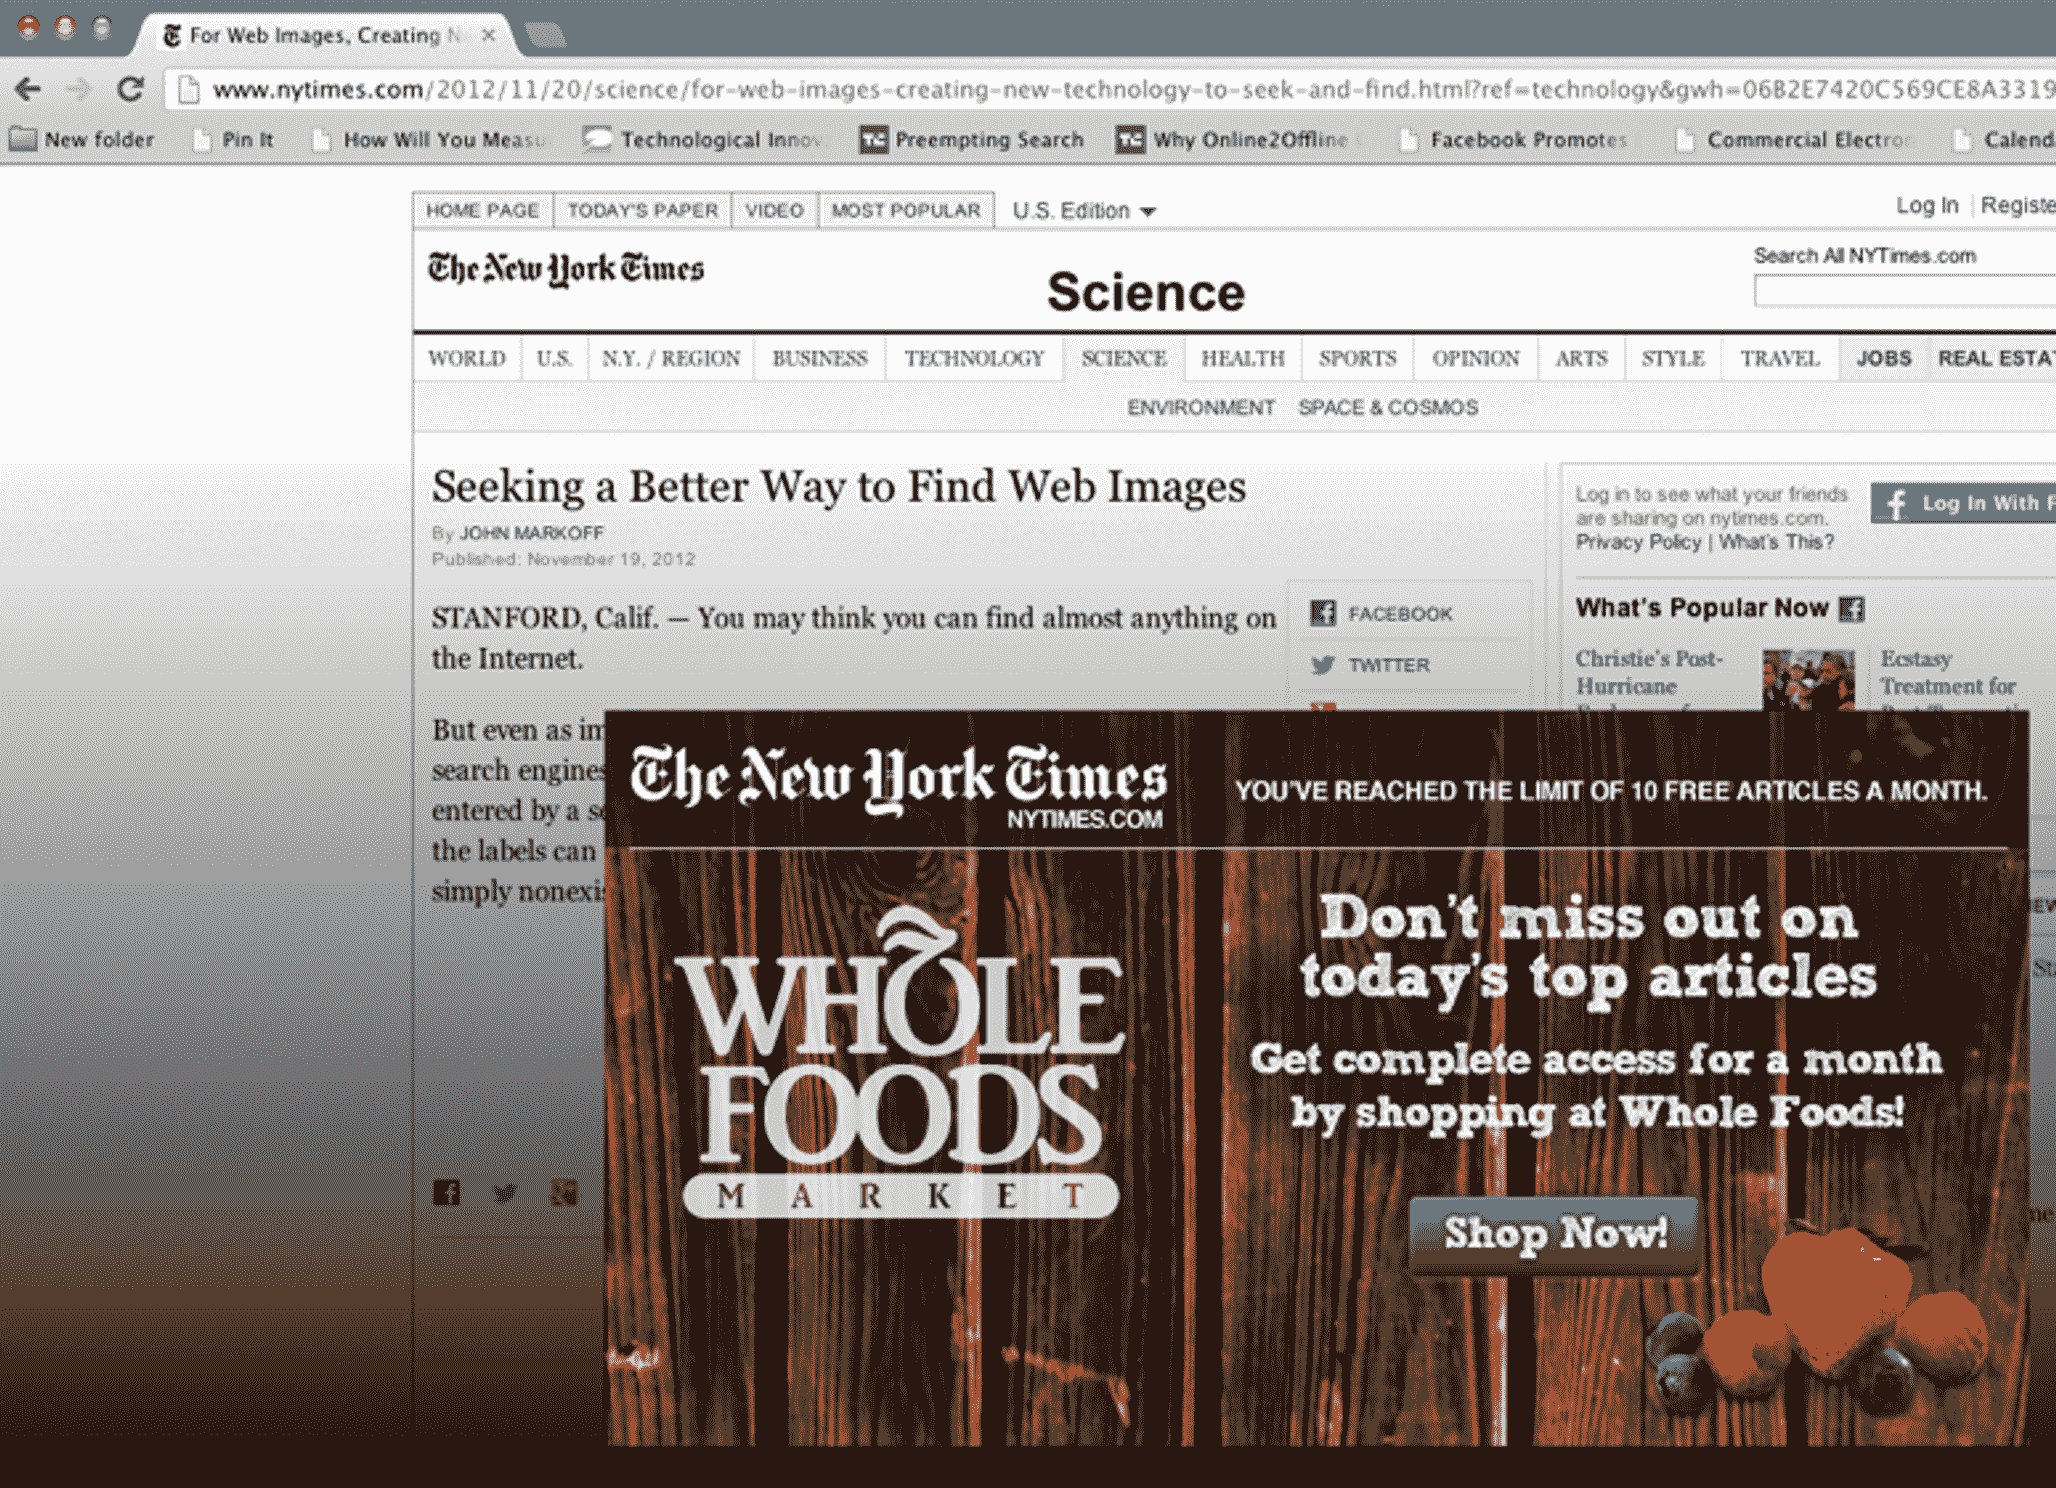 For Web Images, Creating Ne
www.nytimes.com/2012/11/20/science/for-web-images-creating-new-technology-to-seek-and-find.html?ref=technology&gwh=06B2E7420C569CE8A3319
New folder Pin It How Will You Measu Technological Innov Preempting Search Why Online2Offline Facebook Promotes Commercial Electror Calend
HOME PAGE TODAY'S PAPER VIDEO MOST POPULAR U.S. Edition
Log In Registe
The New York Times
Science
Search All NYTimes.com
WORLD U.S. N.Y. / REGION BUSINESS TECHNOLOGY SCIENCE HEALTH SPORTS OPINION ARTS STYLE TRAVEL JOBS REAL ESTAT
ENVIRONMENT SPACE & COSMOS
Seeking a Better Way to Find Web Images
By JOHN MARKOFF
Published: November 19, 2012
STANFORD, Calif. — You may think you can find almost anything on
the Internet.
But even as im
search engines
entered by a se
the labels can
simply nonexis
FACEBOOK
TWITTER
Log in to see what your friends
are sharing on nytimes.com.
Privacy Policy | What's This?
Log In With F
What's Popular Now
Christie's Post-
Hurricane
Ecstasy
Treatment for
The New York Times
NYTIMES.COM
YOU'VE REACHED THE LIMIT OF 10 FREE ARTICLES A MONTH.
WHOLE
FOODS
MARKET
Don't miss out on
today's top articles
Get complete access for a month
by shopping at Whole Foods!
Shop Now!